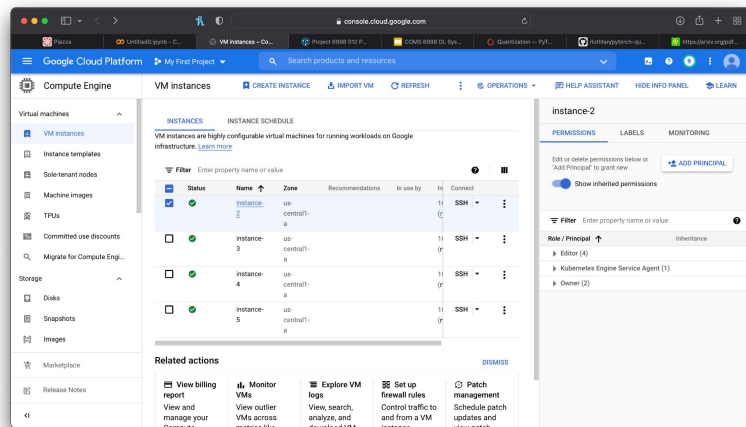 console.cloud.google.com
Piazza
Untitled0.ipynb - C...
VM instances – Co...
Project 6998 012 P...
COMS 6998 DL Sys...
Quantization — PyT...
https://arxiv.org/pdf...
Google Cloud Platform
My First Project
Search products and resources
9
Compute Engine
VM instances
CREATE INSTANCE
IMPORT VM
REFRESH
OPERATIONS
HELP ASSISTANT
HIDE INFO PANEL
LEARN
Virtual machines
VM instances
Instance templates
Sole-tenant nodes
Machine images
TPUs
Committed use discounts
Migrate for Compute Engi...
Storage
Disks
Snapshots
Images
Marketplace
Release Notes
INSTANCES
INSTANCE SCHEDULE
VM instances are highly configurable virtual machines for running workloads on Google
infrastructure. Learn more
Filter Enter property name or value
Status Name Zone Recommendations In use by In Connect
instance-2 us-central1-a SSH
instance-3 us-central1-a SSH
instance-4 us-central1-a SSH
instance-5 us-central1-a SSH
Related actions
DISMISS
View billing report
View and manage your
Monitor VMs
View outlier VMs across
Explore VM logs
View, search, analyze, and
Set up firewall rules
Control traffic to and from a VM
Patch management
Schedule patch updates and
instance-2
PERMISSIONS
LABELS
MONITORING
Edit or delete permissions below or
"Add Principal" to grant new
ADD PRINCIPAL
Show inherited permissions
Filter Enter property name or value
Role / Principal Inheritance
Editor (4)
Kubernetes Engine Service Agent (1)
Owner (2)